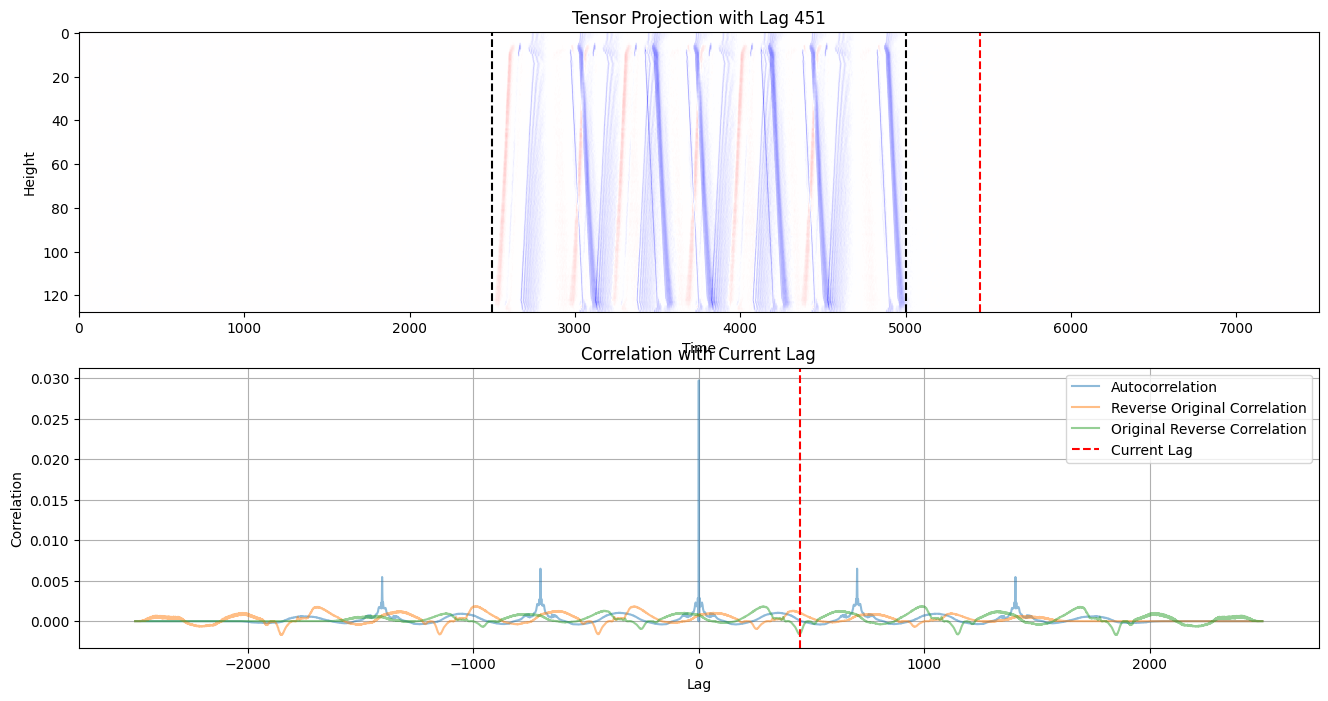 Tensor Projection with Lag 451
0
20
40
60
80
100
120
Height
0 1000 2000 3000 4000 5000 6000 7000
Time
Correlation with Current Lag
0.030
0.025
0.020
0.015
0.010
0.005
0.000
Correlation
Autocorrelation
Reverse Original Correlation
Original Reverse Correlation
Current Lag
−2000 −1000 0 1000 2000
Lag